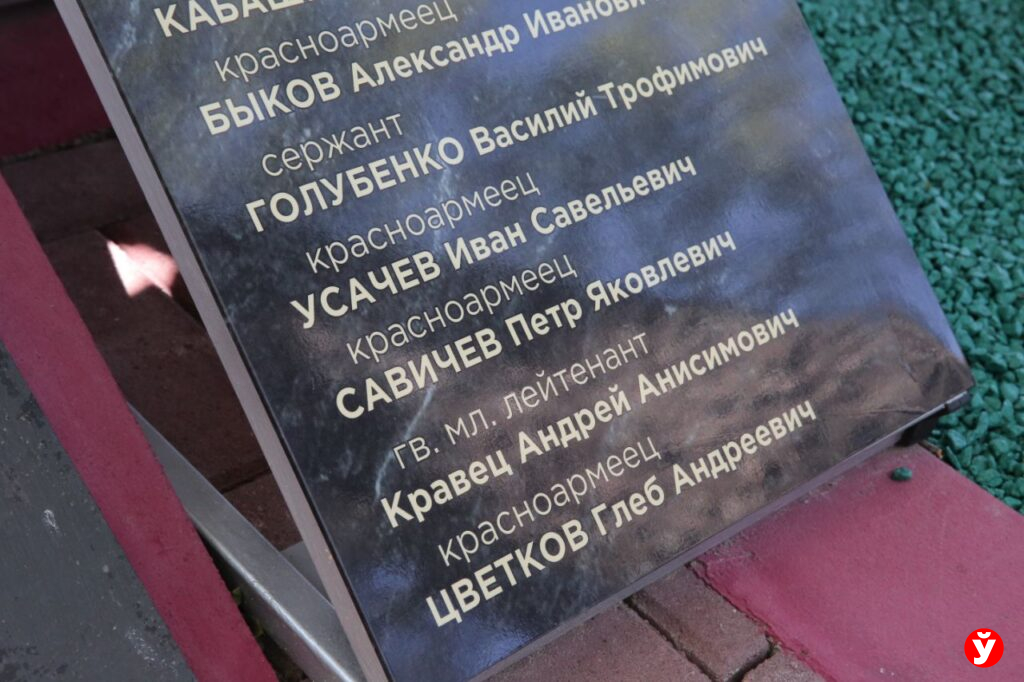 красноармеец
БЫКОВ Александр
сержант
ГОЛУБЕНКО Василий Трофимович
красноармеец
УСАЧЕВ Иван Савельевич
красноармеец
САВИЧЕВ Петр Яковлевич
гв. мл. лейтенант
Кравец Андрей Анисимович
красноармеец
ЦВЕТКОВ Глеб Андреевич
ў